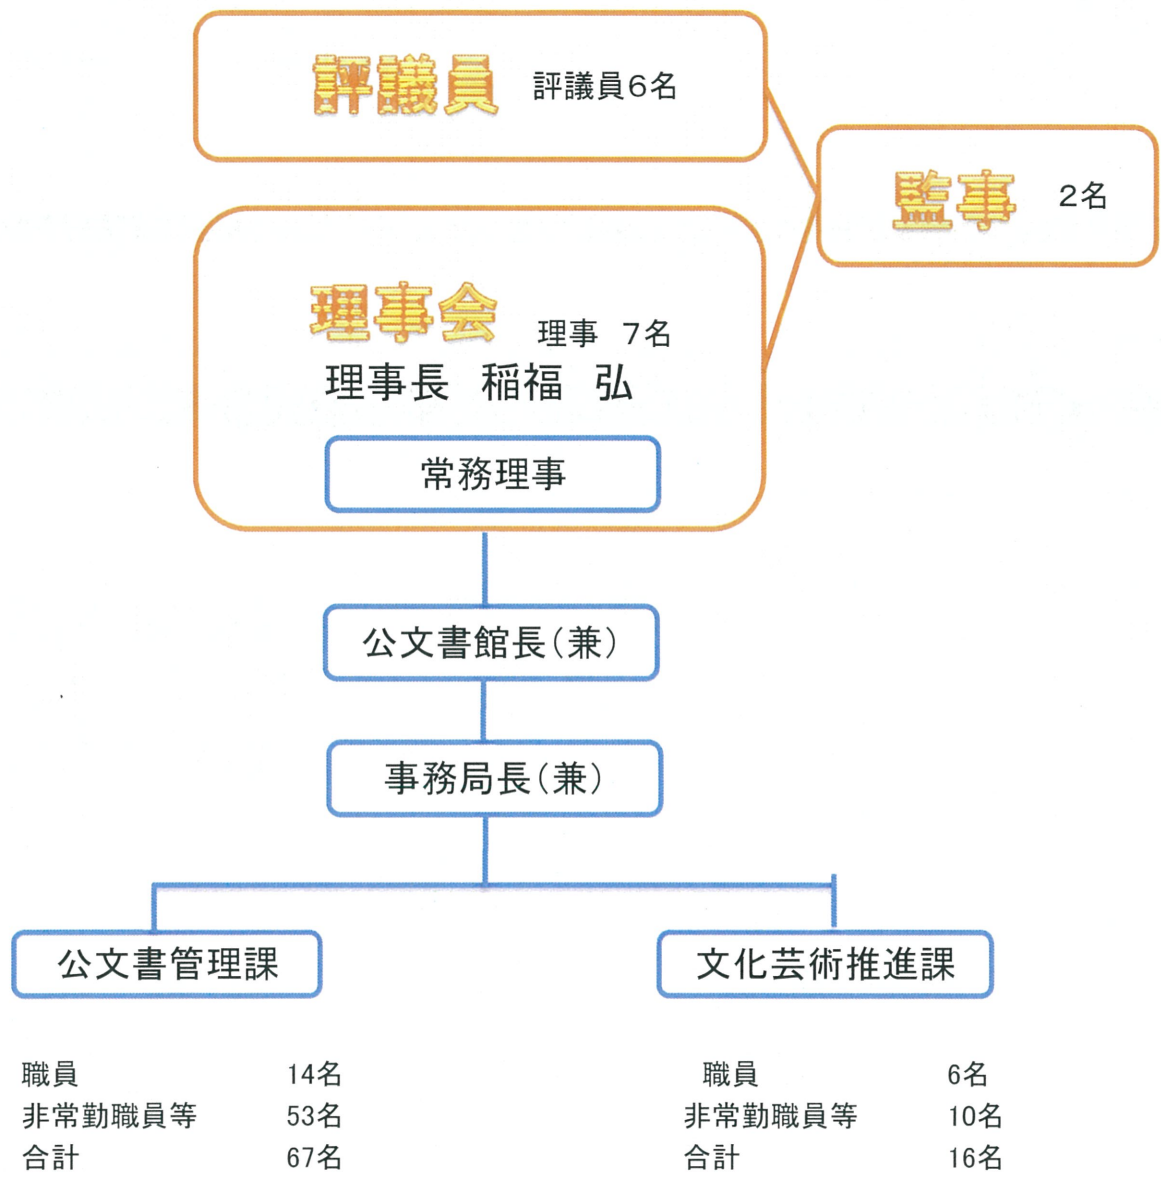 評議員 評議員6名
監事 2名
理事会 理事 7名
理事長 稲福 弘
常務理事
公文書館長(兼)
事務局長(兼)
公文書管理課
職員 14名
非常勤職員等 53名
合計 67名
文化芸術推進課
職員 6名
非常勤職員等 10名
合計 16名